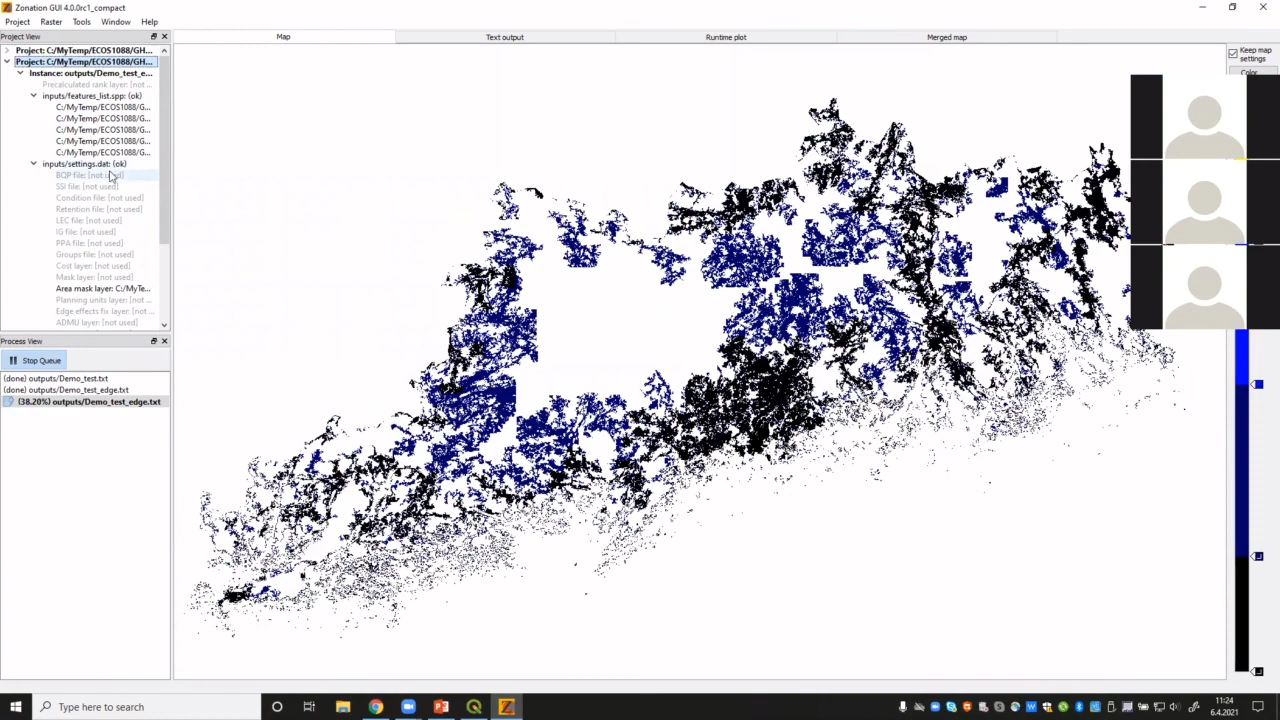 Zonation GUI 4.0.0rc1_compact
Project Raster Tools Window Help
Project View
Map Text output Runtime plot Merged map
Project: C:/MyTemp/ECOS1088/GH...
Project: C:/MyTemp/ECOS1088/GH...
Instance: outputs/Demo_test_e...
Precalculated rank layer: [not ...
inputs/features_list.spp: (ok)
C:/MyTemp/ECOS1088/G...
C:/MyTemp/ECOS1088/G...
C:/MyTemp/ECOS1088/G...
C:/MyTemp/ECOS1088/G...
C:/MyTemp/ECOS1088/G...
inputs/settings.dat: (ok)
BQP file: [not used]
SSI file: [not used]
Condition file: [not used]
Retention file: [not used]
LEC file: [not used]
IG file: [not used]
PPA file: [not used]
Groups file: [not used]
Cost layer: [not used]
Mask layer: [not used]
Area mask layer: C:/MyTe...
Planning units layer: [not ...
Edge effects fix layer: [not ...
ADMU layer: [not used]
Keep map
settings
Color
Process View
Stop Queue
(done) outputs/Demo_test.txt
(done) outputs/Demo_test_edge.txt
(38.20%) outputs/Demo_test_edge.txt
Type here to search
11:24
6.4.2021